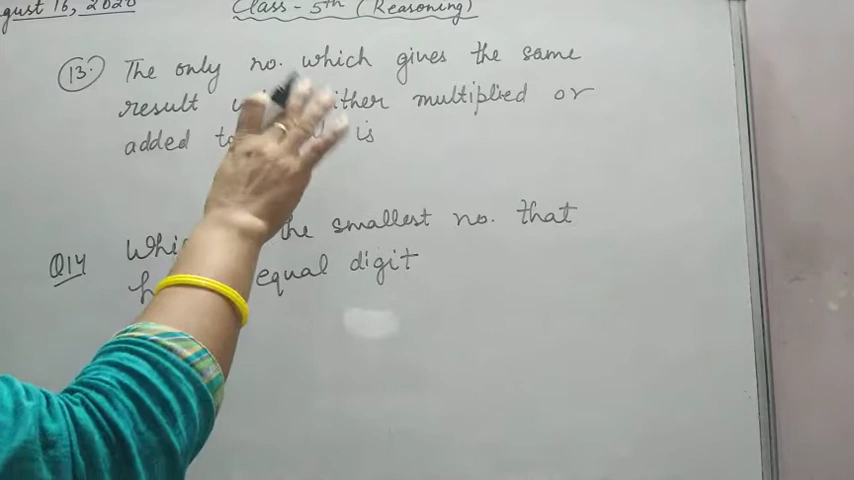 August 16, 2020
Class - 5th (Reasoning)
13. The only no. which gives the same
result either multiplied or
added is
Q14 the smallest no. that
equal digit